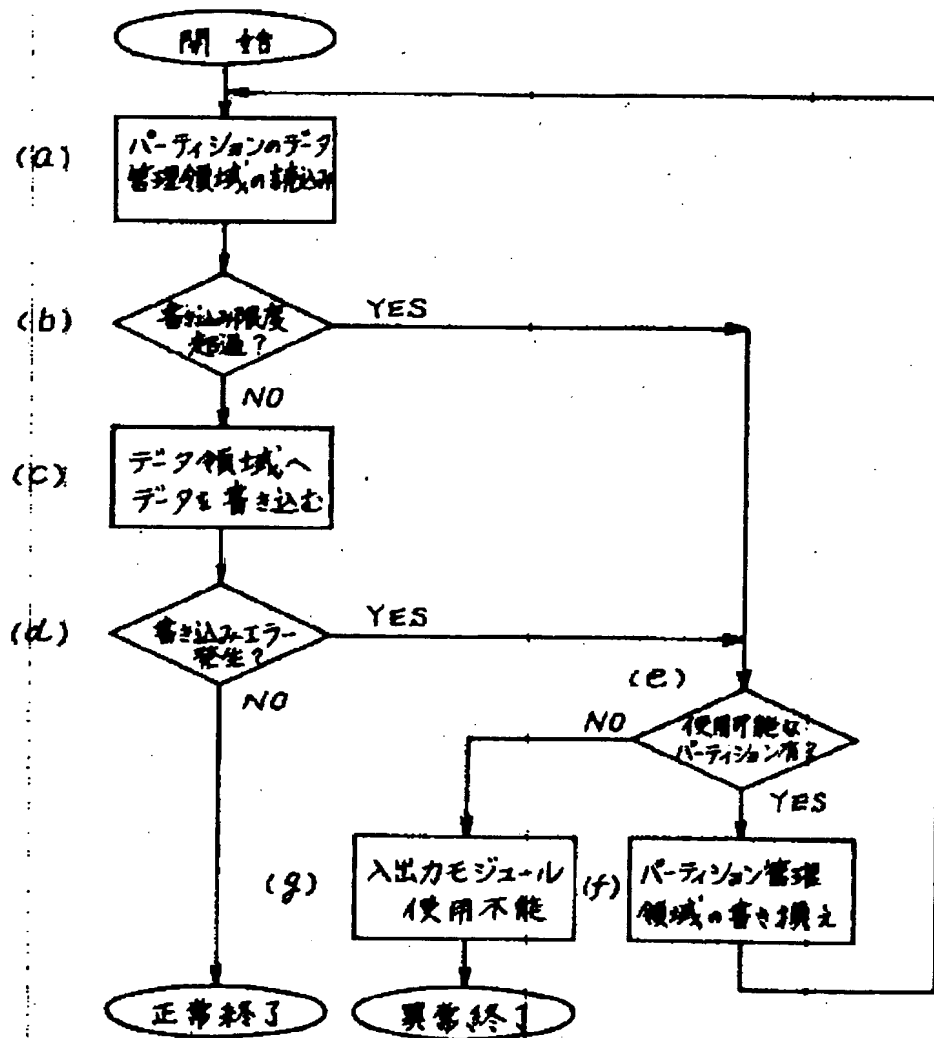 開始
(a)
パーティションのデータ
管理領域の読込み
(b)
書き込み限度
超過?
YES
NO
(c)
データ領域へ
データを書き込む
(d)
書き込みエラー
発生?
YES
NO
(e)
使用可能な
パーティション有?
NO
YES
(g)
入出力モジュール
使用不能
(f)
パーティション管理
領域の書き換え
正常終了
異常終了